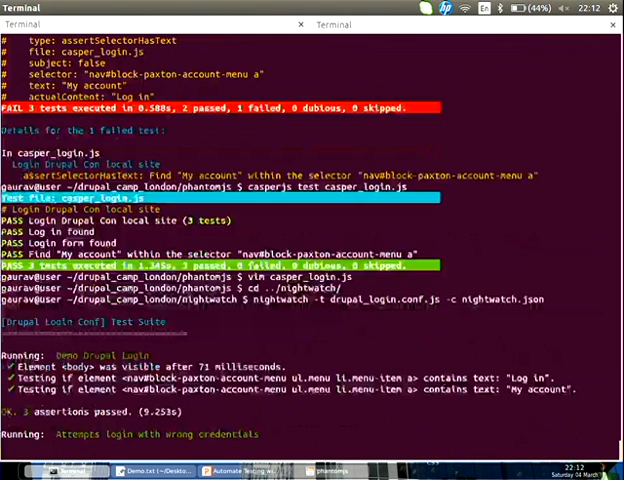 Terminal
hp
En
(44%)
22:12
Terminal
×
Terminal
×
# type: assertSelectorHasText
# file: casper_login.js
# subject: false
# selector: "nav#block-paxton-account-menu a"
# text: "My account"
# actualContent: "Log in"
FAIL 3 tests executed in 0.588s, 2 passed, 1 failed, 0 dubious, 0 skipped.
Details for the 1 failed test:
In casper_login.js
Login Drupal Con local site
assertSelectorHasText: Find "My account" within the selector "nav#block-paxton-account-menu a"
gaurav@user ~/drupal_camp_london/phantomjs $ casperjs test casper_login.js
Test file: casper_login.js
# Login Drupal Con local site
PASS Login Drupal Con local site (3 tests)
PASS Log in found
PASS Login form found
PASS Find "My account" within the selector "nav#block-paxton-account-menu a"
PASS 3 tests executed in 1.345s, 3 passed, 0 failed, 0 dubious, 0 skipped.
gaurav@user ~/drupal_camp_london/phantomjs $ vim casper_login.js
gaurav@user ~/drupal_camp_london/phantomjs $ cd ../nightwatch/
gaurav@user ~/drupal_camp_london/nightwatch $ nightwatch -t drupal_login.conf.js -c nightwatch.json
[Drupal Login Conf] Test Suite
Running: Demo Drupal Login
✓ Element <body> was visible after 71 milliseconds.
✓ Testing if element <nav#block-paxton-account-menu ul.menu li.menu-item a> contains text: "Log in".
✓ Testing if element <nav#block-paxton-account-menu ul.menu li.menu-item a> contains text: "My account".
OK. 3 assertions passed. (9.253s)
Running: Attempts login with wrong credentials
Terminal
Demo.txt (~/Deskto...
Automate Testing wi...
phantomjs
22:12
Saturday 04 March